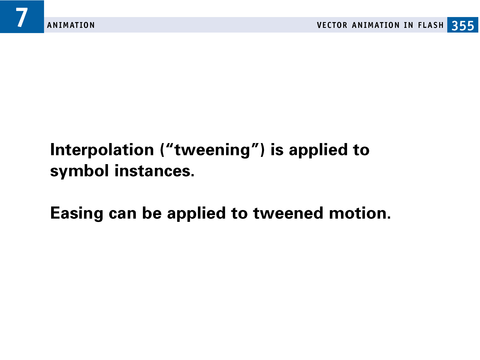 7
ANIMATION
VECTOR ANIMATION IN FLASH 355
Interpolation (“tweening”) is applied to
symbol instances.
Easing can be applied to tweened motion.